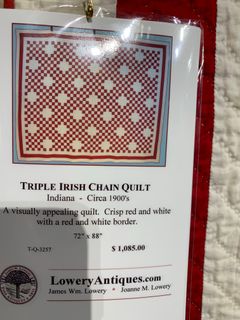 TRIPLE IRISH CHAIN QUILT
Indiana - Circa 1900's
A visually appealing quilt. Crisp red and white
with a red and white border.
72" x 88"
T-Q-3257 $ 1,085.00
LoweryAntiques.com
James Wm. Lowery • Joanne M. Lowery